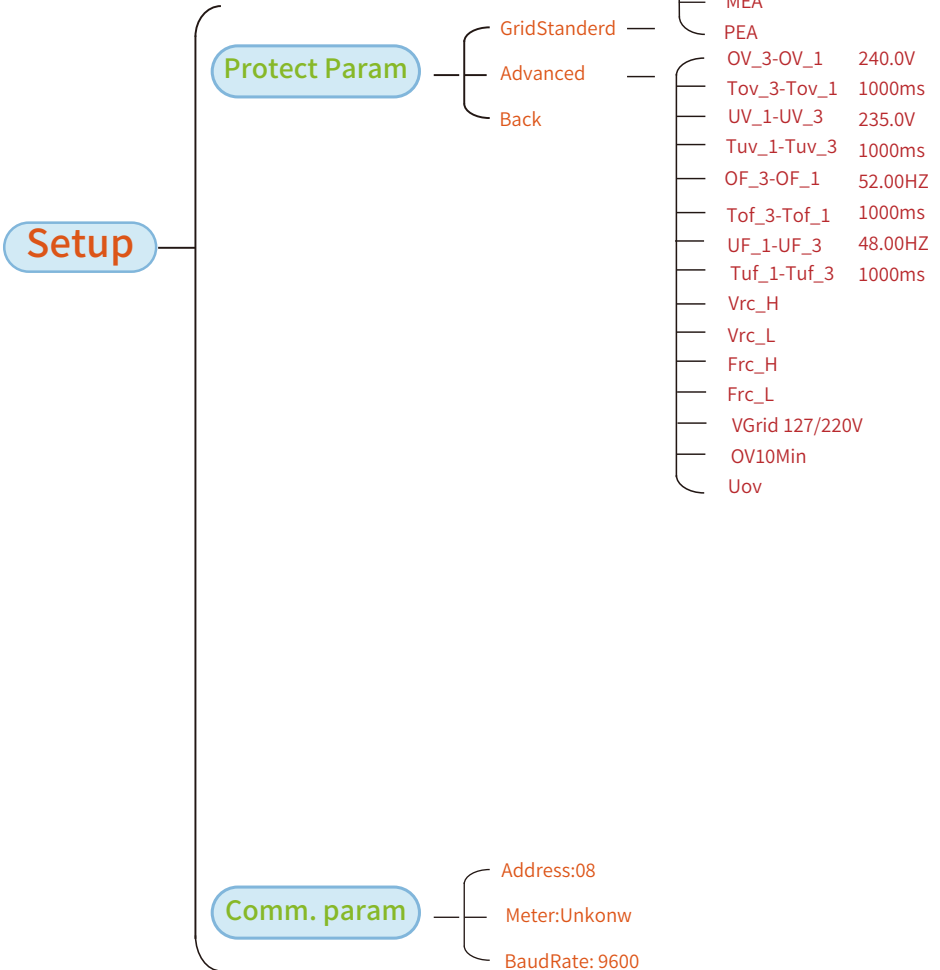 MEA
PEA
GridStanderd
Protect Param
Advanced
Back
OV_3-OV_1 240.0V
Tov_3-Tov_1 1000ms
UV_1-UV_3 235.0V
Tuv_1-Tuv_3 1000ms
OF_3-OF_1 52.00HZ
Tof_3-Tof_1 1000ms
UF_1-UF_3 48.00HZ
Tuf_1-Tuf_3 1000ms
Vrc_H
Vrc_L
Frc_H
Frc_L
VGrid 127/220V
OV10Min
Uov
Setup
Comm. param
Address:08
Meter:Unkonw
BaudRate: 9600